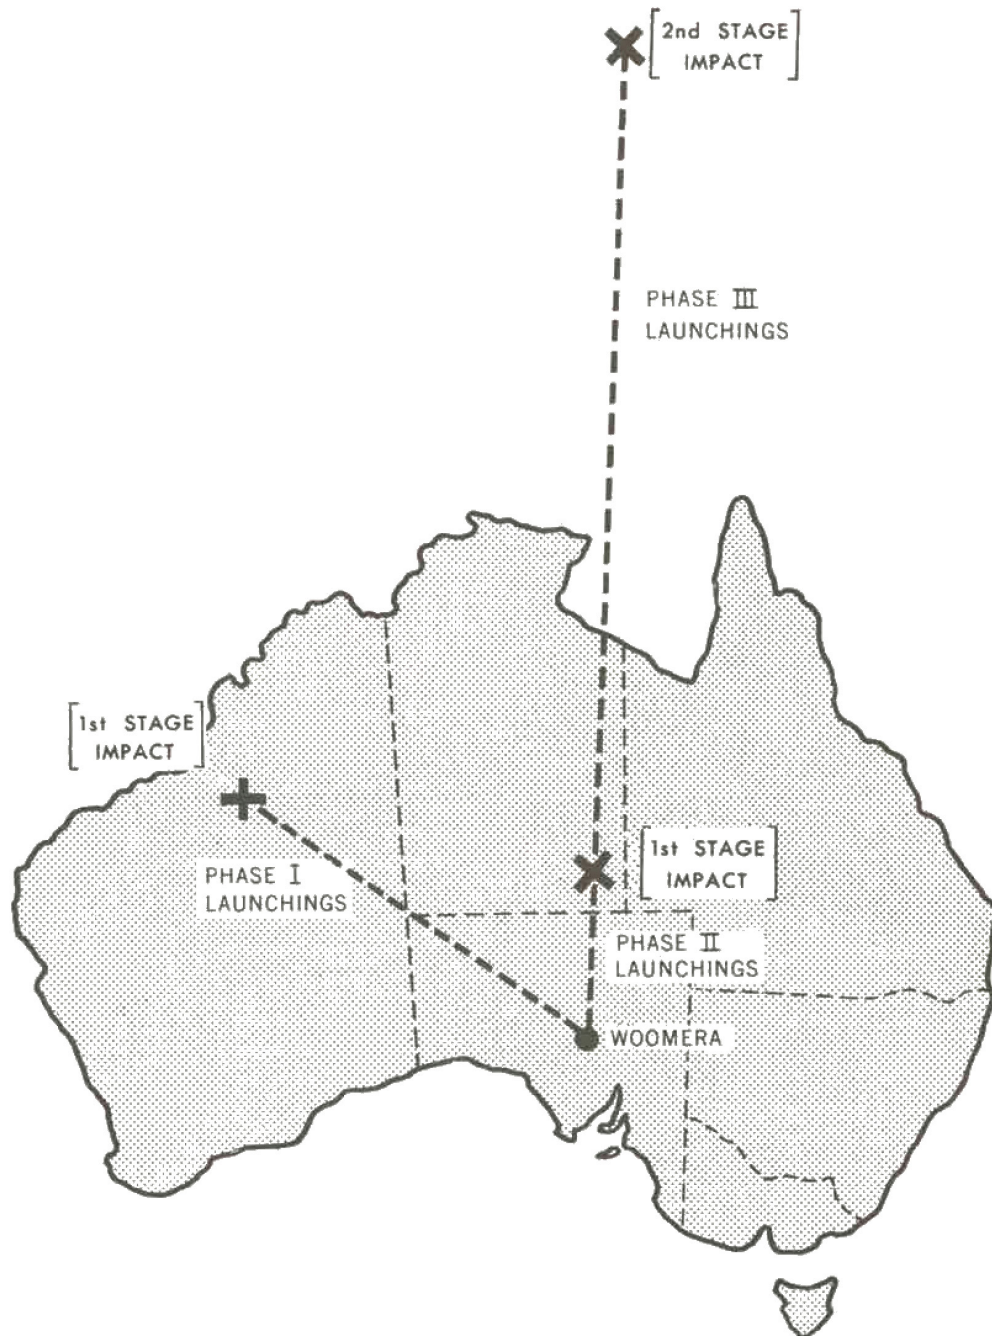 2nd STAGE
IMPACT
PHASE III
LAUNCHINGS
1st STAGE
IMPACT
PHASE I
LAUNCHINGS
1st STAGE
IMPACT
PHASE II
LAUNCHINGS
WOOMERA